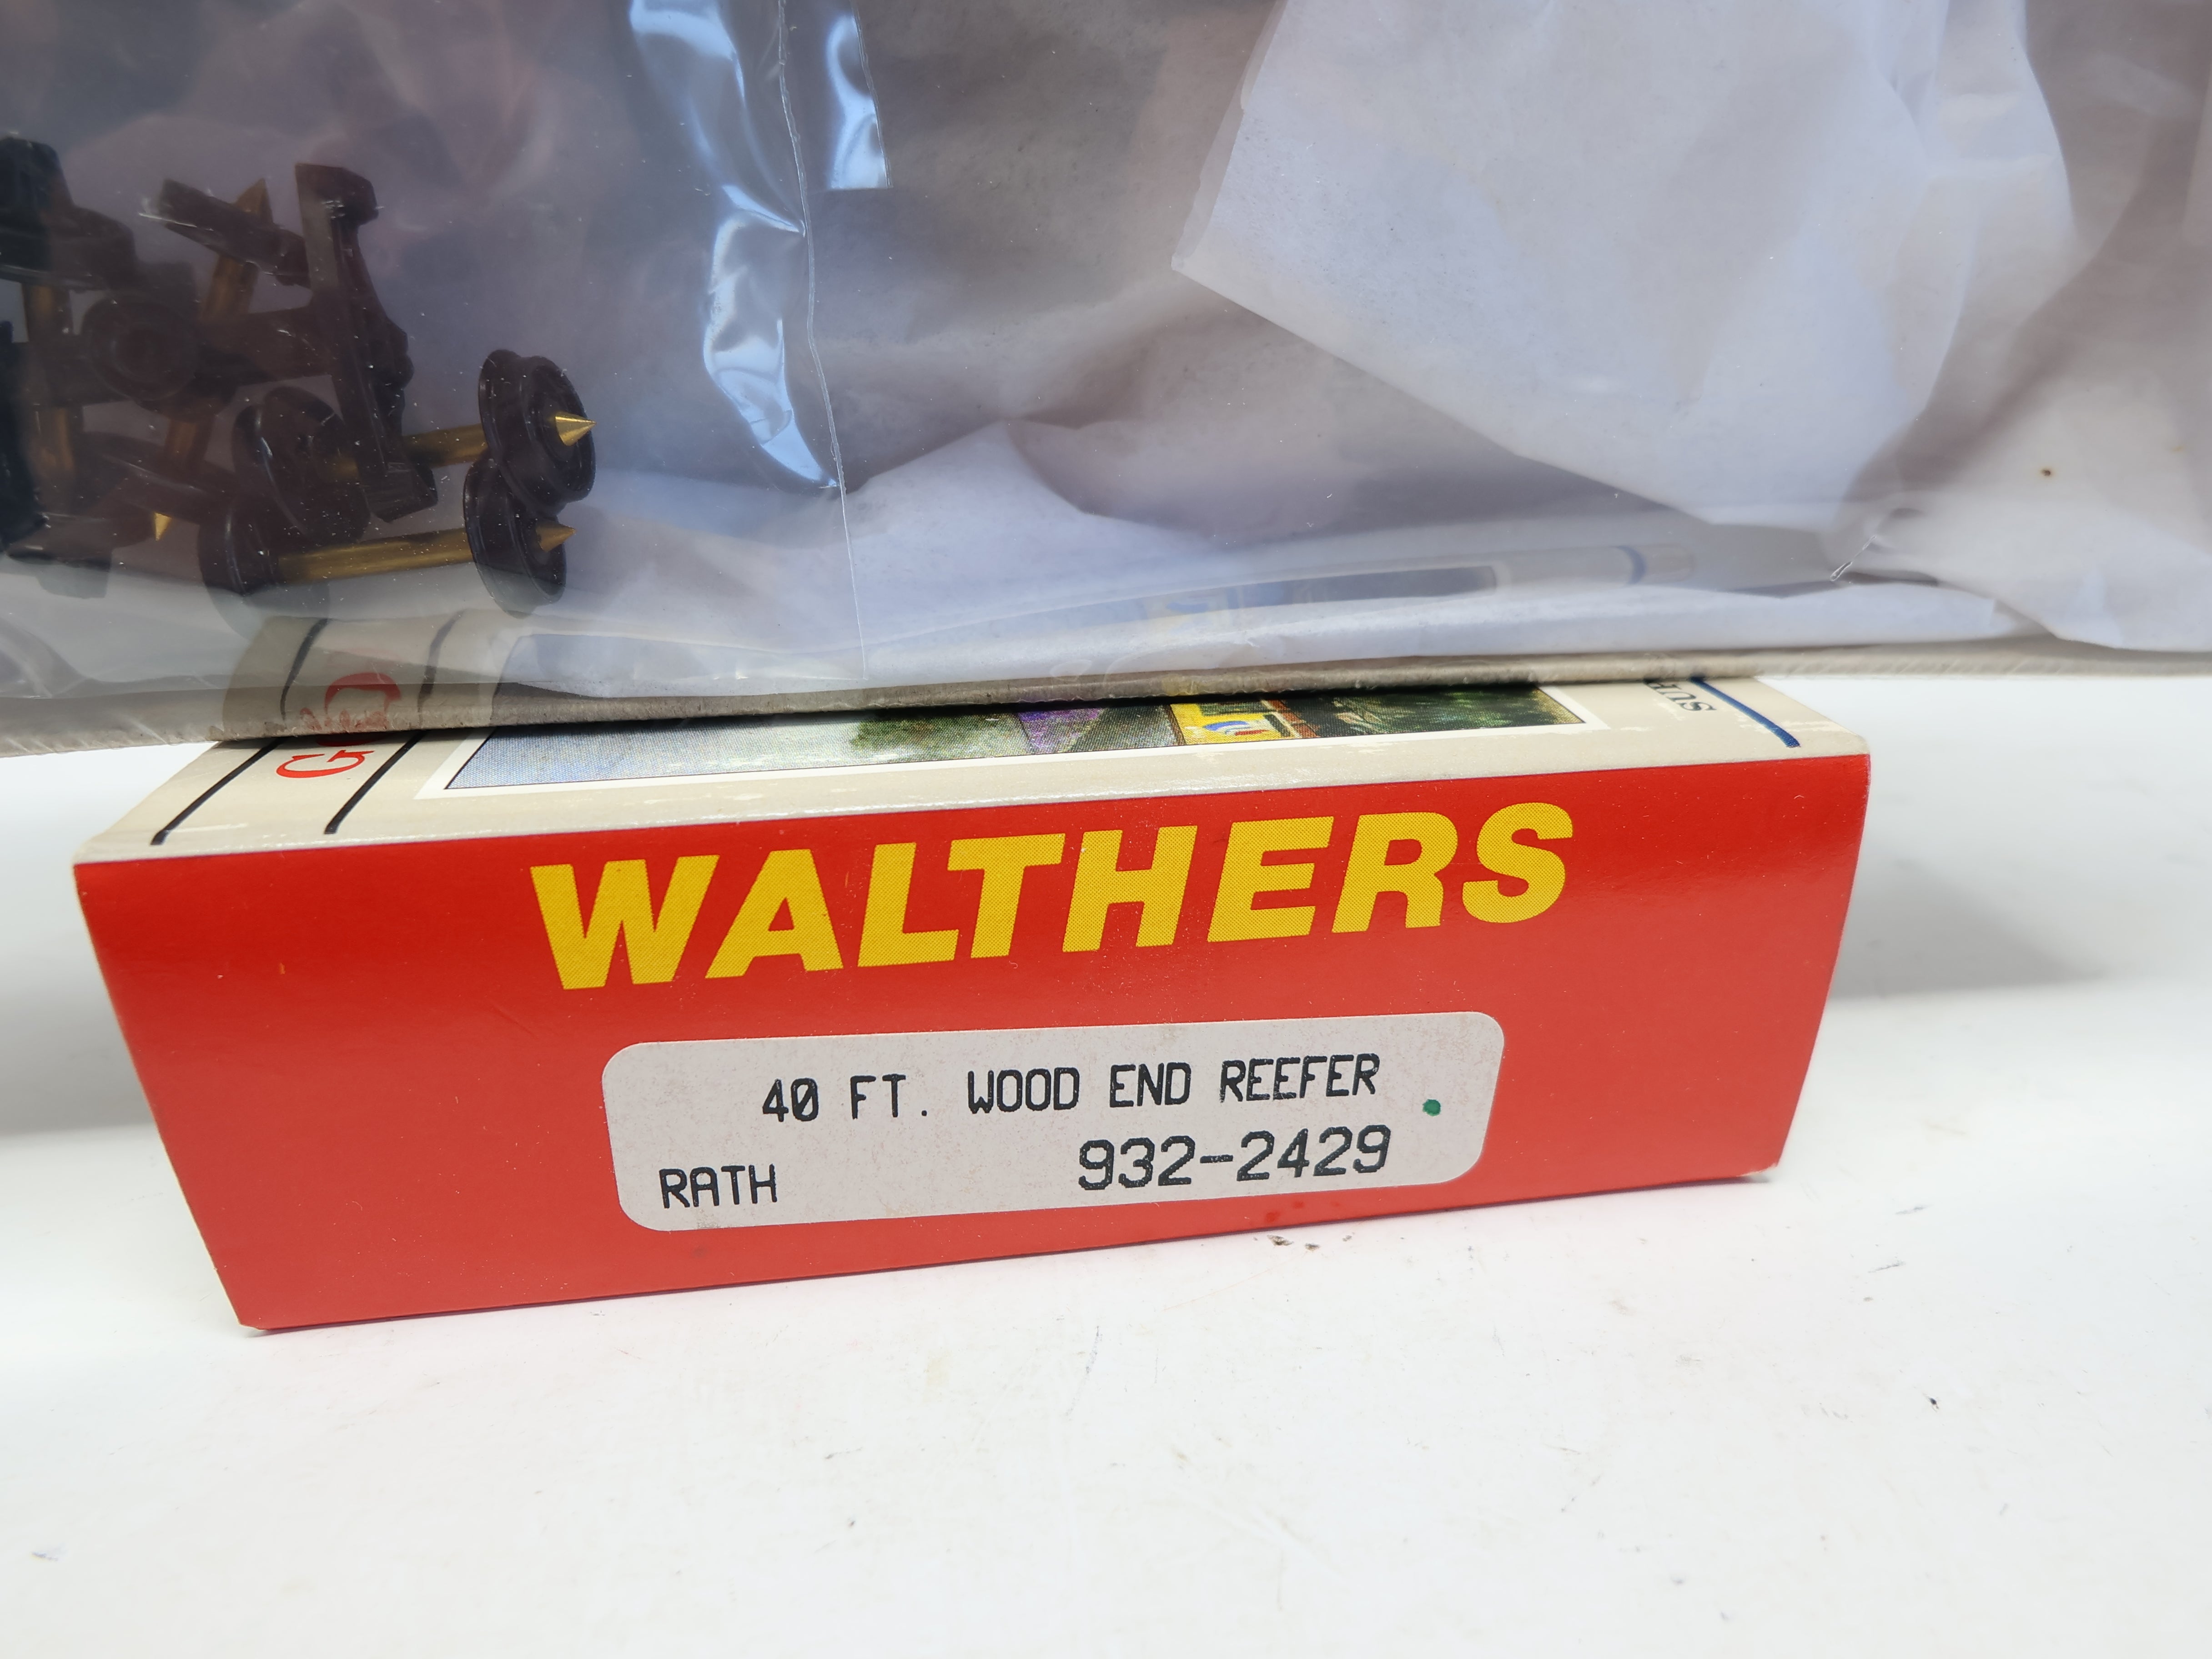 WALTHERS
40 FT. WOOD END REEFER
RATH 932-2429